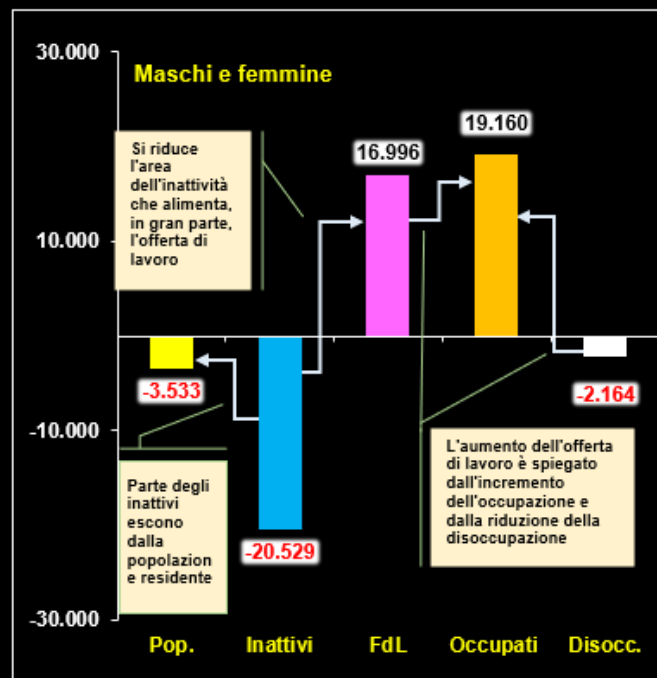 30.000
Maschi e femmine
19.160
16.996
Si riduce
l'area
dell'inattività
che alimenta,
in gran parte,
l'offerta di
lavoro
10.000
-3.533
-2.164
-10.000
L'aumento dell'offerta
di lavoro è spiegato
dall'incremento
dell'occupazione e
dalla riduzione della
disoccupazione
Parte degli
inattivi
escono
dalla
popolazion
e residente
-20.529
-30.000
Pop. Inattivi FdL Occupati Disocc.